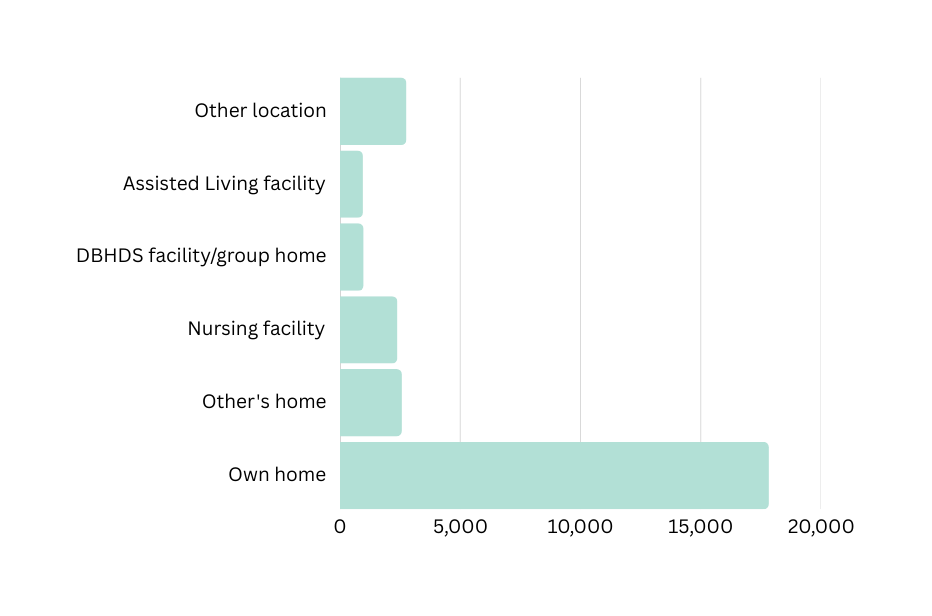 Other location
Assisted Living facility
DBHDS facility/group home
Nursing facility
Other's home
Own home
0 5,000 10,000 15,000 20,000